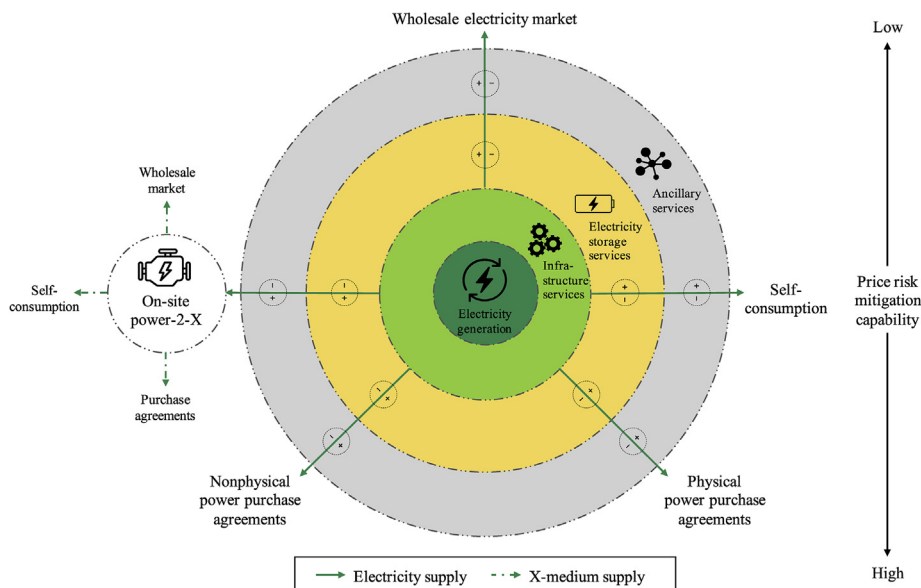 Wholesale electricity market
Low
Ancillary
services
Wholesale
market
Electricity
storage
services
Infra-
structure
services
Electricity
generation
Self-
consumption
On-site
power-2-X
Self-
consumption
Price risk
mitigation
capability
Purchase
agreements
Nonphysical
power purchase
agreements
Physical
power purchase
agreements
High
Electricity supply
X-medium supply